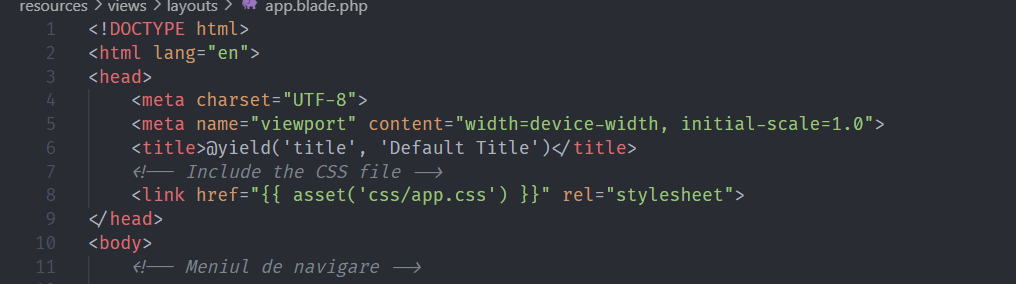 resources > views > layouts > app.blade.php
1 <!DOCTYPE html>
2 <html lang="en">
3 <head>
4     <meta charset="UTF-8">
5     <meta name="viewport" content="width=device-width, initial-scale=1.0">
6     <title>@yield('title', 'Default Title')</title>
7     <!-- Include the CSS file -->
8     <link href="{{ asset('css/app.css') }}" rel="stylesheet">
9 </head>
10 <body>
11     <!-- Meniul de navigare -->